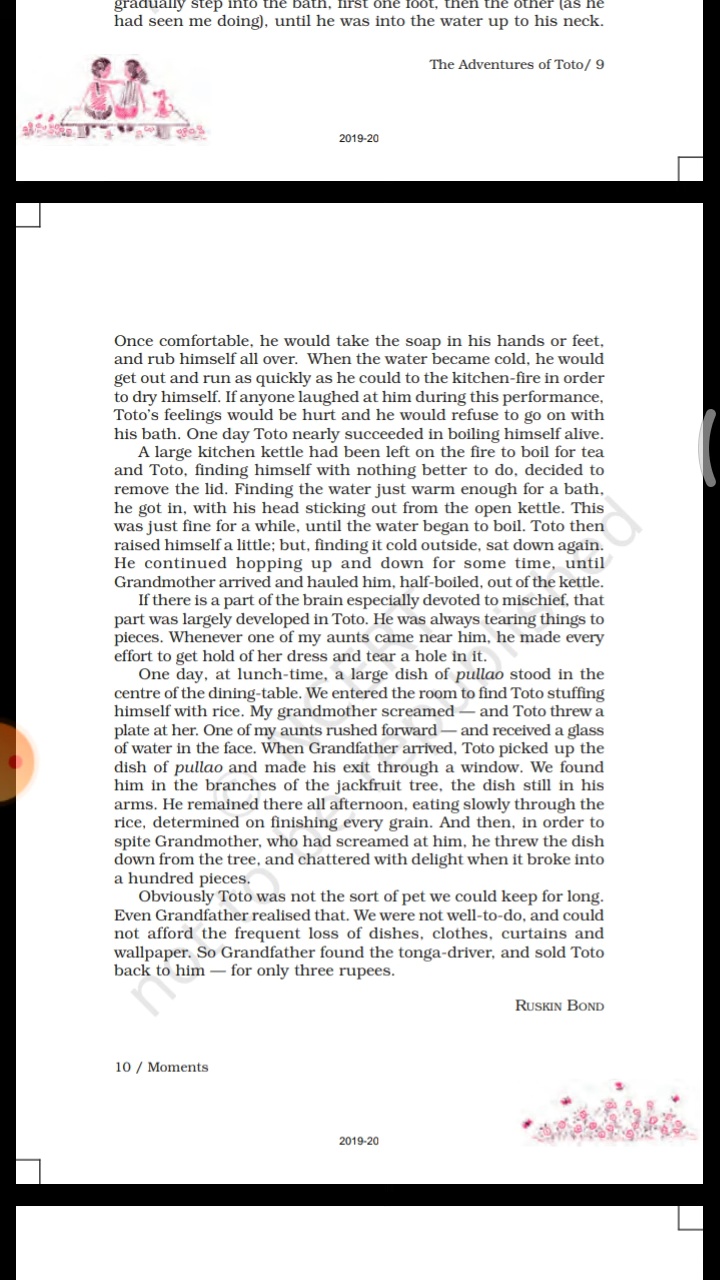 gradually step into the bath, first one foot, then the other (as he
had seen me doing), until he was into the water up to his neck.
The Adventures of Toto/ 9
2019-20
Once comfortable, he would take the soap in his hands or feet,
and rub himself all over. When the water became cold, he would
get out and run as quickly as he could to the kitchen-fire in order
to dry himself. If anyone laughed at him during this performance,
Toto's feelings would be hurt and he would refuse to go on with
his bath. One day Toto nearly succeeded in boiling himself alive.
A large kitchen kettle had been left on the fire to boil for tea
and Toto, finding himself with nothing better to do, decided to
remove the lid. Finding the water just warm enough for a bath,
he got in, with his head sticking out from the open kettle. This
was just fine for a while, until the water began to boil. Toto then
raised himself a little; but, finding it cold outside, sat down again.
He continued hopping up and down for some time, until
Grandmother arrived and hauled him, half-boiled, out of the kettle.
If there is a part of the brain especially devoted to mischief, that
part was largely developed in Toto. He was always tearing things to
pieces. Whenever one of my aunts came near him, he made every
effort to get hold of her dress and tear a hole in it.
One day, at lunch-time, a large dish of pullao stood in the
centre of the dining-table. We entered the room to find Toto stuffing
himself with rice. My grandmother screamed — and Toto threw a
plate at her. One of my aunts rushed forward — and received a glass
of water in the face. When Grandfather arrived, Toto picked up the
dish of pullao and made his exit through a window. We found
him in the branches of the jackfruit tree, the dish still in his
arms. He remained there all afternoon, eating slowly through the
rice, determined on finishing every grain. And then, in order to
spite Grandmother, who had screamed at him, he threw the dish
down from the tree, and chattered with delight when it broke into
a hundred pieces.
Obviously Toto was not the sort of pet we could keep for long.
Even Grandfather realised that. We were not well-to-do, and could
not afford the frequent loss of dishes, clothes, curtains and
wallpaper. So Grandfather found the tonga-driver, and sold Toto
back to him — for only three rupees.
RUSKIN BOND
© NCERT
not to be republished
10 / Moments
2019-20